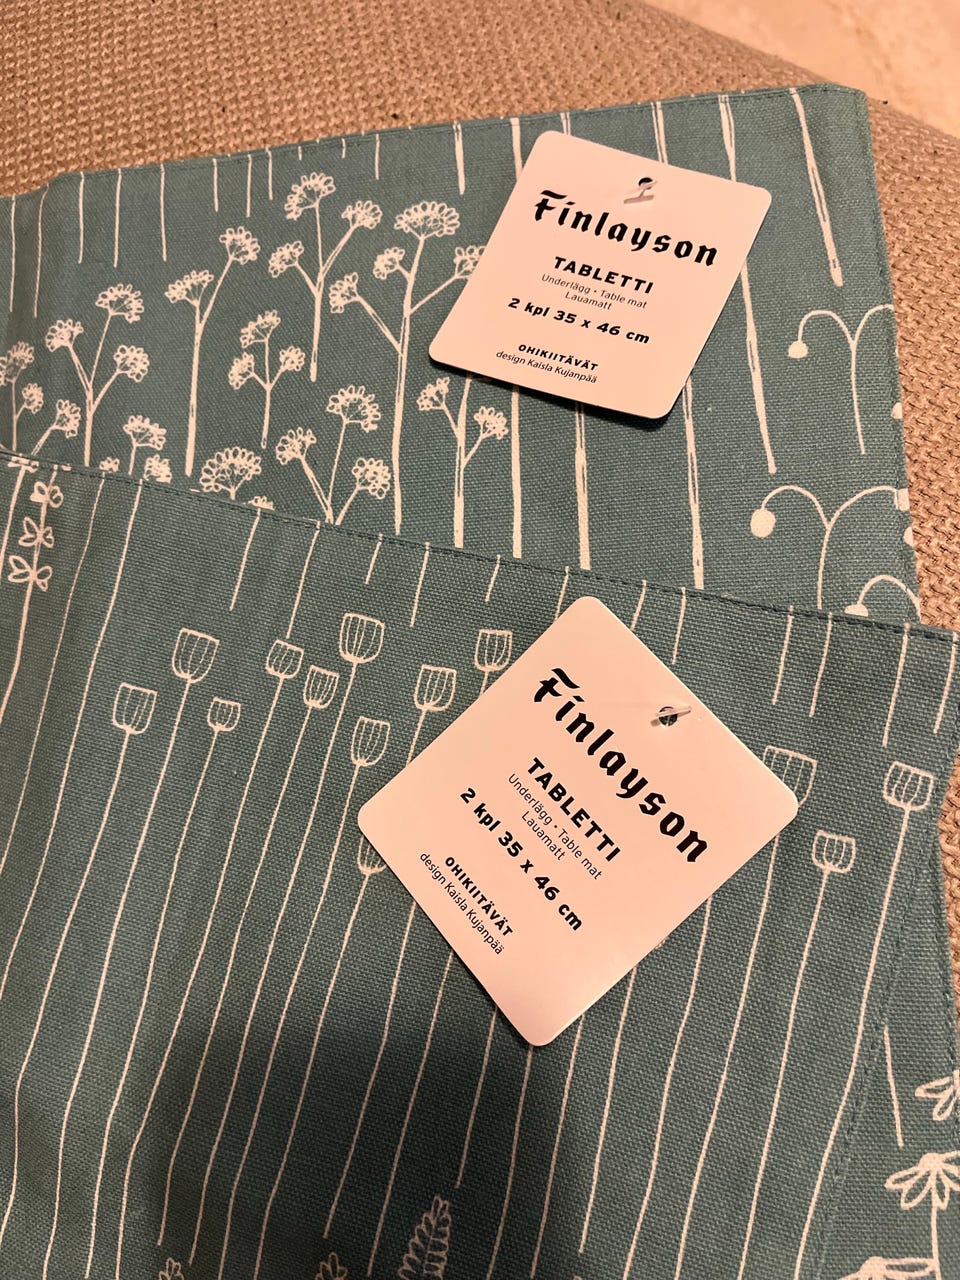 Finlayson
TABLETTI
Underlägg • Table mat
Lauamatt
2 kpl 35 x 46 cm
OHIKIITÄVÄT
design Kaisla Kujanpää
Finlayson
TABLETTI
Underlägg • Table mat
Lauamatt
2 kpl 35 x 46 cm
OHIKIITÄVÄT
design Kaisla Kujanpää